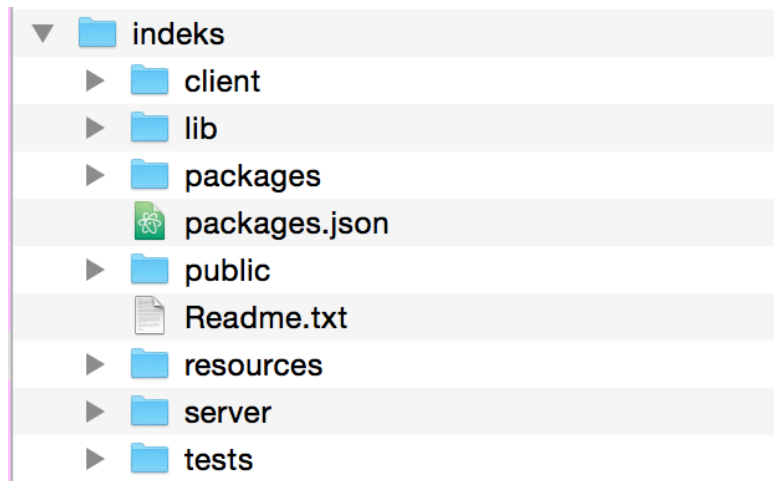 indeks
client
lib
packages
packages.json
public
Readme.txt
resources
server
tests